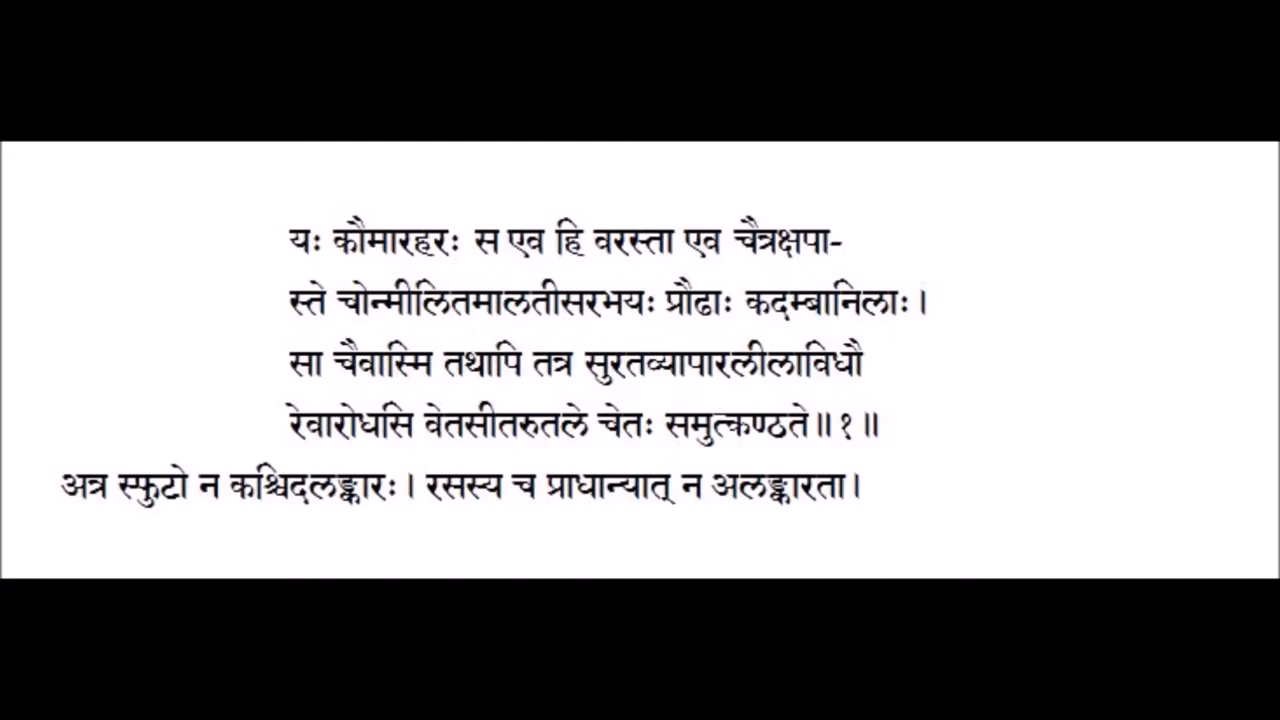 यः कौमारहरः स एव हि वरस्ता एव चैत्रक्षपा-
स्ते चोन्मीलितमालतीसरभयः प्रौढाः कदम्बानिलाः।
सा चैवास्मि तथापि तत्र सुरतव्यापारलीलाविधौ
रेवारोधसि वेतसीतरुतले चेतः समुत्कण्ठते॥१॥
अत्र स्फुटो न कश्चिदलङ्कारः। रसस्य च प्राधान्यात् न अलङ्कारता।